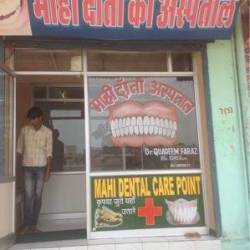 माही दाँतों का अस्पताल
माही दाँतों अस्पताल
Dr. QUADEEM FARAZ
MAHI DENTAL CARE POINT
कृपया जूते यहाँ
उतारें